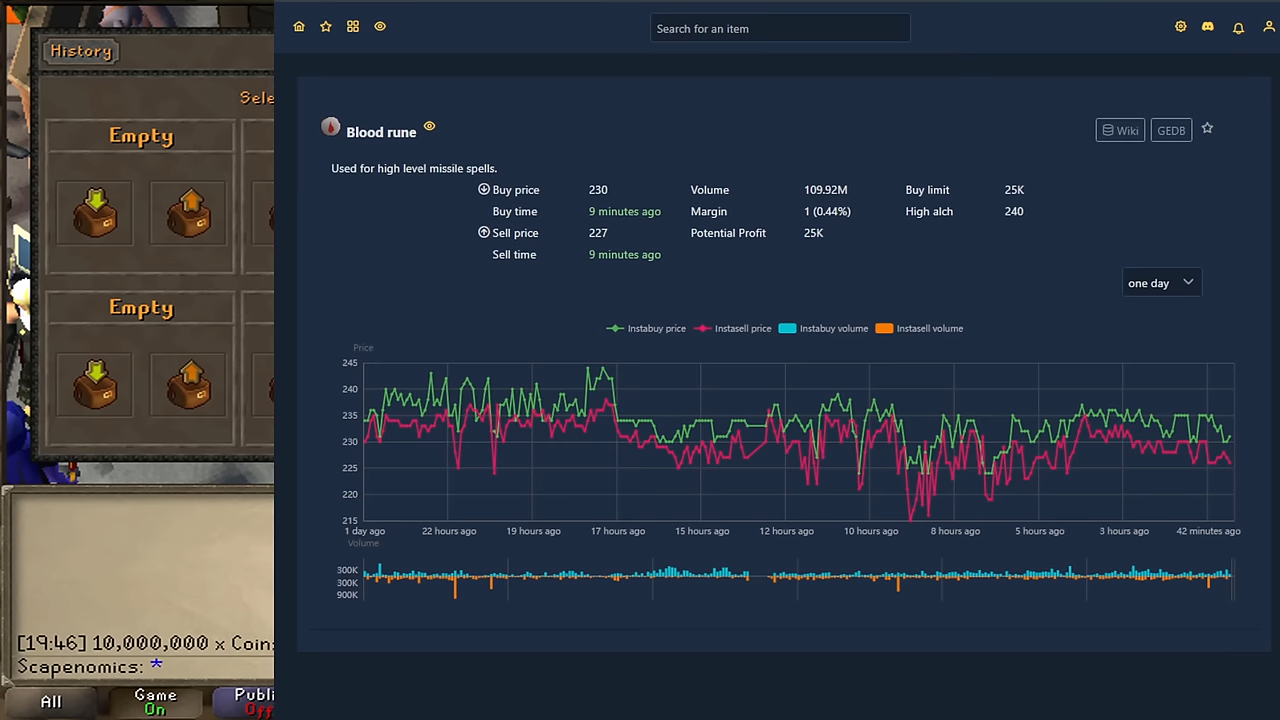 History
Sele
Empty
Empty
[19:46] 10,000,000 x Coin
Scapenomics: *
All
Game
On
Publi
Off
Search for an item
Blood rune
Wiki
GEDB
Used for high level missile spells.
Buy price 230 Volume 109.92M Buy limit 25K
Buy time 9 minutes ago Margin 1 (0.44%) High alch 240
Sell price 227 Potential Profit 25K
Sell time 9 minutes ago
one day
Instabuy price Instasell price Instabuy volume Instasell volume
Price
245
240
235
230
225
220
215
1 day ago 22 hours ago 19 hours ago 17 hours ago 15 hours ago 12 hours ago 10 hours ago 8 hours ago 5 hours ago 3 hours ago 42 minutes ago
Volume
300K
300K
900K